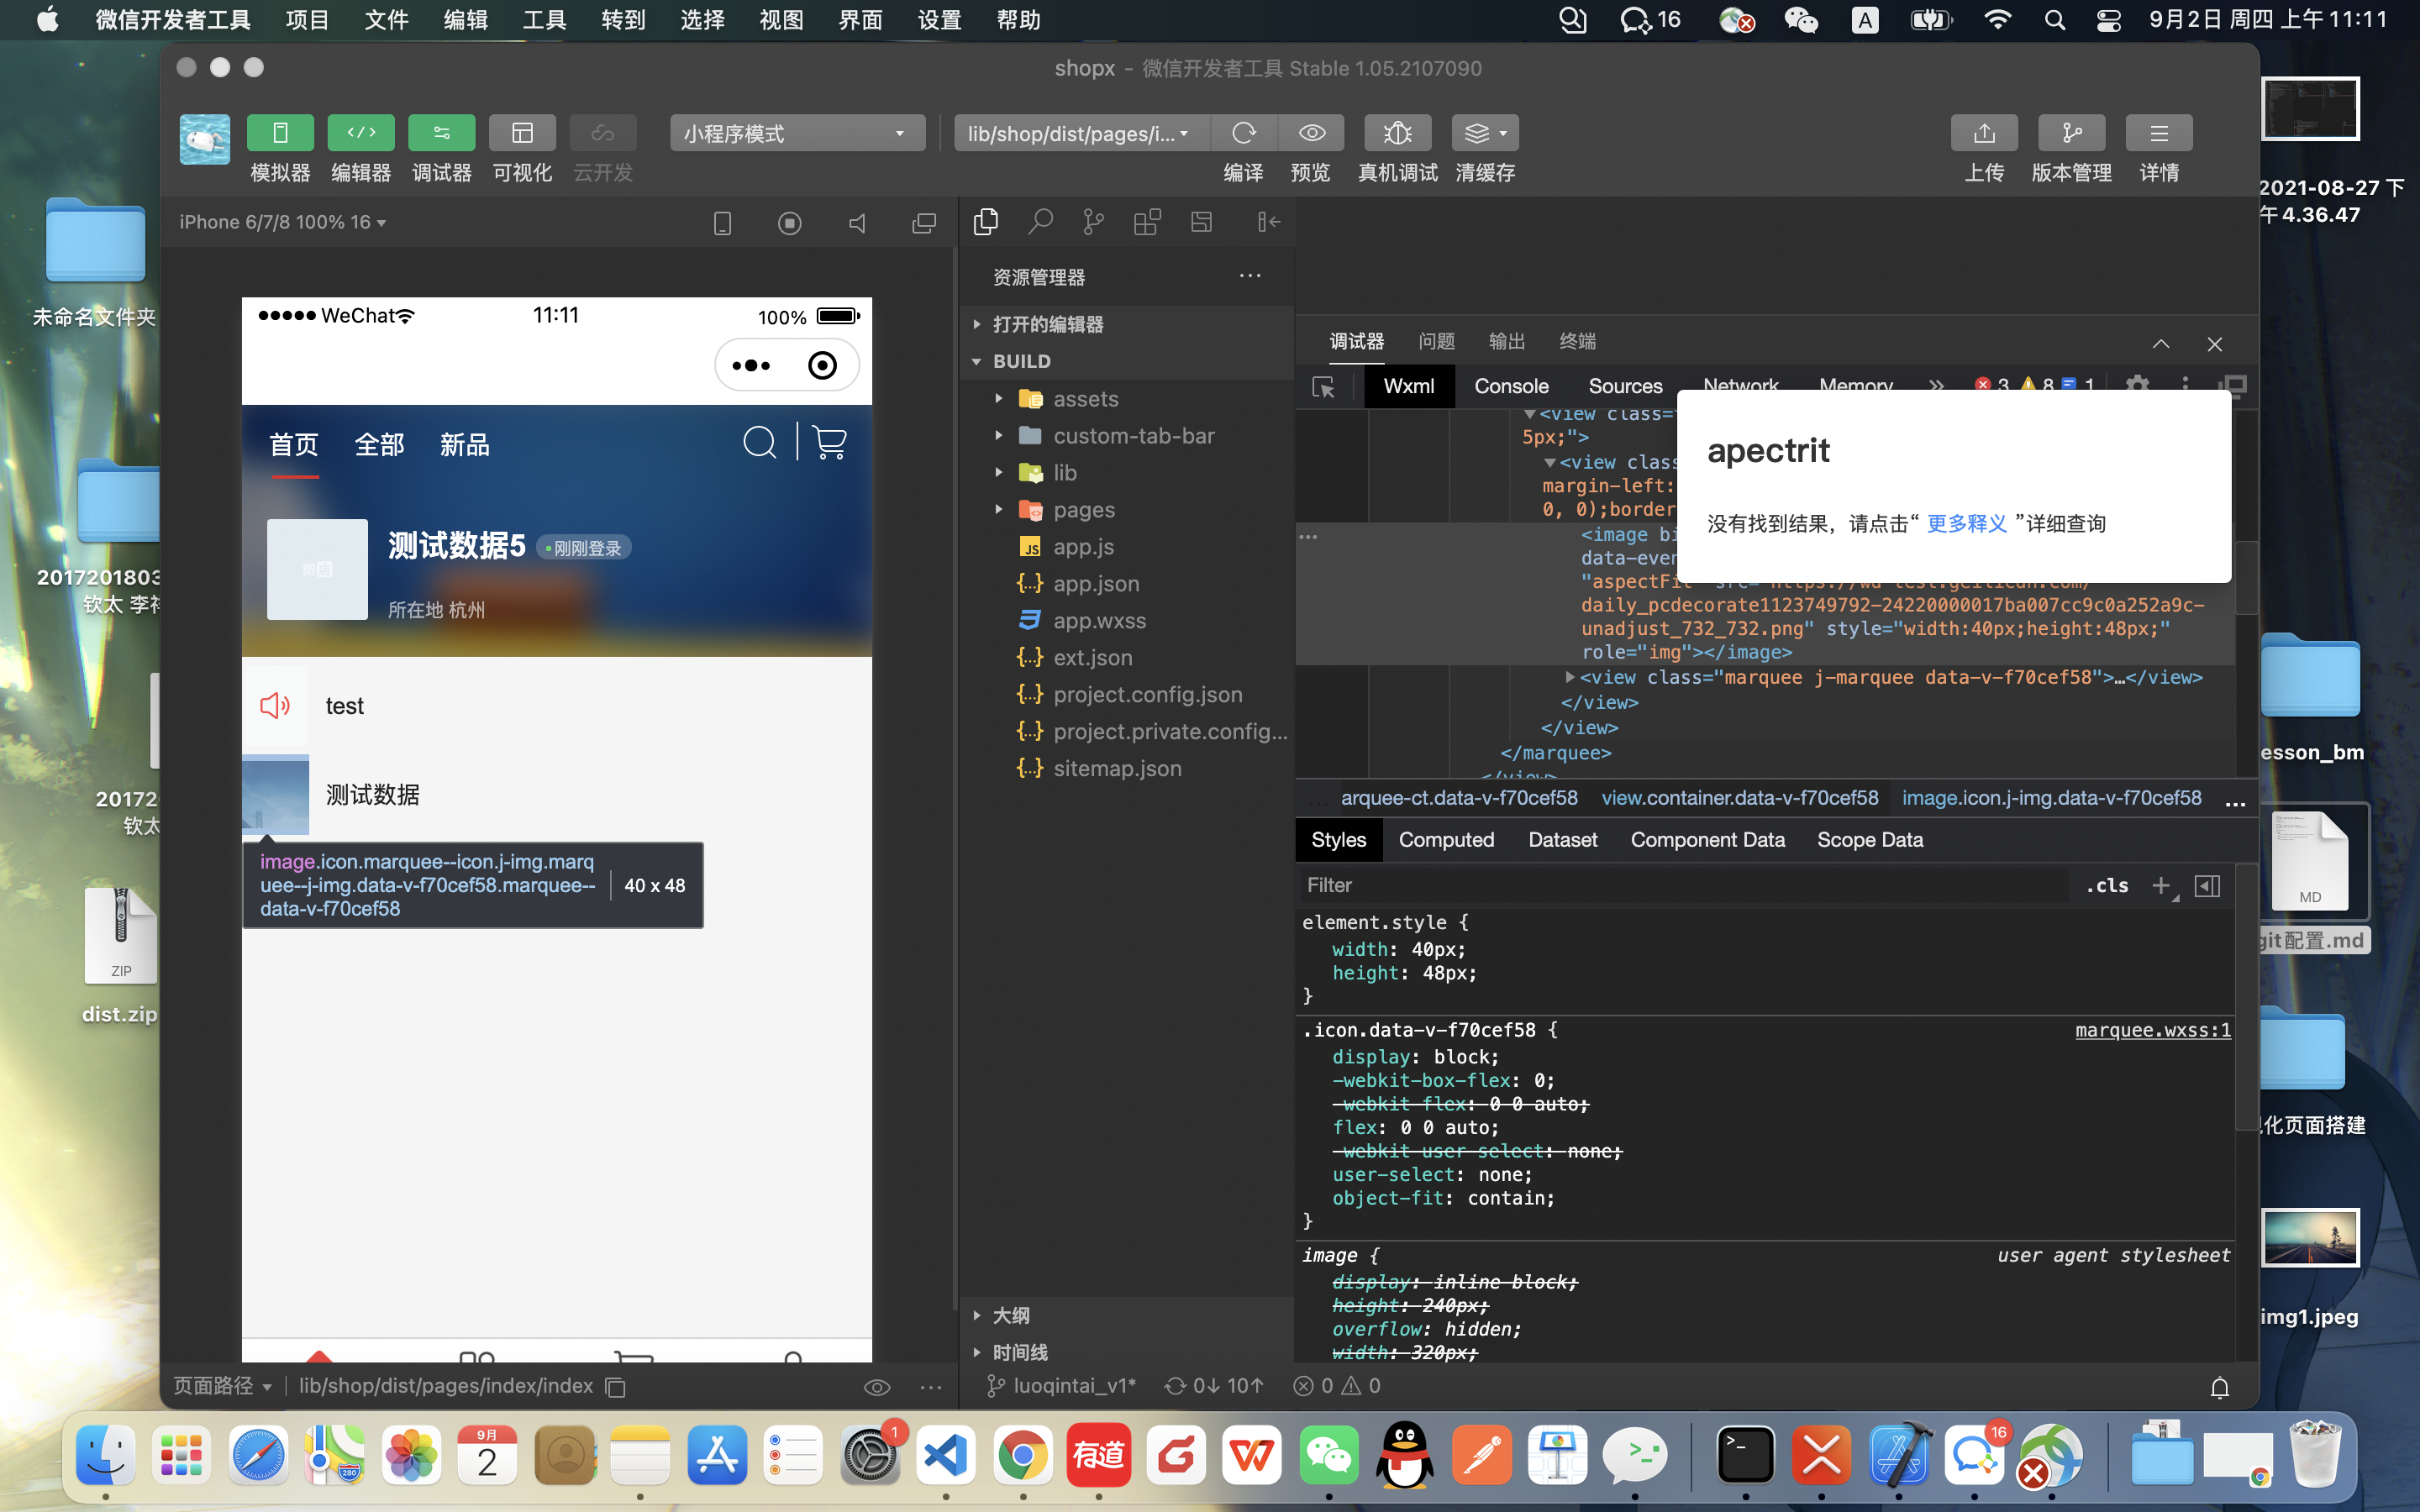 微信开发者工具 项目 文件 编辑 工具 转到 选择 视图 界面 设置 帮助 16 A 9月2日 周四 上午11:11
shopx - 微信开发者工具 Stable 1.05.2107090
小程序模式 lib/shop/dist/pages/i...
模拟器 编辑器 调试器 可视化 云开发 编译 预览 真机调试 清缓存 上传 版本管理 详情
iPhone 6/7/8 100% 16
WeChat 11:11 100%
首页 全部 新品
测试数据5 刚刚登录
微店
所在地 杭州
test
测试数据
image.icon.marquee--icon.j-img.marq
uee--j-img.data-v-f70cef58.marquee--
data-v-f70cef58
40 x 48
页面路径 lib/shop/dist/pages/index/index
资源管理器
打开的编辑器
BUILD
assets
custom-tab-bar
lib
pages
JS app.js
{..} app.json
app.wxss
{..} ext.json
{..} project.config.json
{..} project.private.config...
{..} sitemap.json
大纲
时间线
luoqintai_v1* 0↓ 10↑ 0 0
调试器 问题 输出 终端
Wxml Console Sources Network Memory 3 8 1
<view class=
5px;">
<view clas
margin-left:
0, 0);border
<image bi
data-ever
"aspectFit" src="https://wd-test.geilicdn.com/
daily_pcdecorate1123749792-24220000017ba007cc9c0a252a9c-
unadjust_732_732.png" style="width:40px;height:48px;"
role="img"></image>
<view class="marquee j-marquee data-v-f70cef58">…</view>
</view>
</view>
</marquee>
</view>
apectrit
没有找到结果，请点击“ 更多释义 ”详细查询
... arquee-ct.data-v-f70cef58 view.container.data-v-f70cef58 image.icon.j-img.data-v-f70cef58 ...
Styles Computed Dataset Component Data Scope Data
Filter .cls
element.style {
width: 40px;
height: 48px;
}
.icon.data-v-f70cef58 { marquee.wxss:1
display: block;
-webkit-box-flex: 0;
-webkit-flex: 0 0 auto;
flex: 0 0 auto;
-webkit-user-select: none;
user-select: none;
object-fit: contain;
}
image { user agent stylesheet
display: inline-block;
height: 240px;
overflow: hidden;
width: 320px;
未命名文件夹
2017201803
钦太 李祥
20172
钦太
ZIP
dist.zip
2021-08-27 下
午4.36.47
esson_bm
MD
git配置.md
化页面搭建
img1.jpeg
9月
2
280
1
有道
16